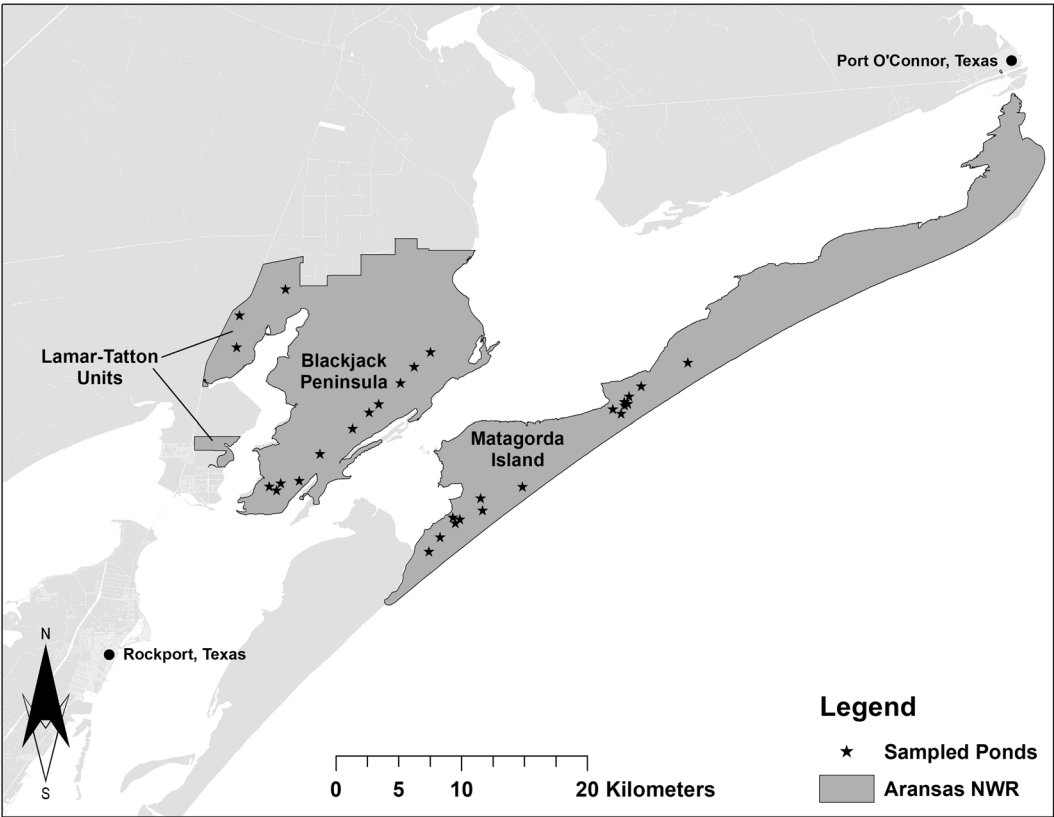 Port O'Connor, Texas
Lamar-Tatton
Units
Blackjack
Peninsula
Matagorda
Island
N
S
Rockport, Texas
Legend
Sampled Ponds
Aransas NWR
0 5 10 20 Kilometers